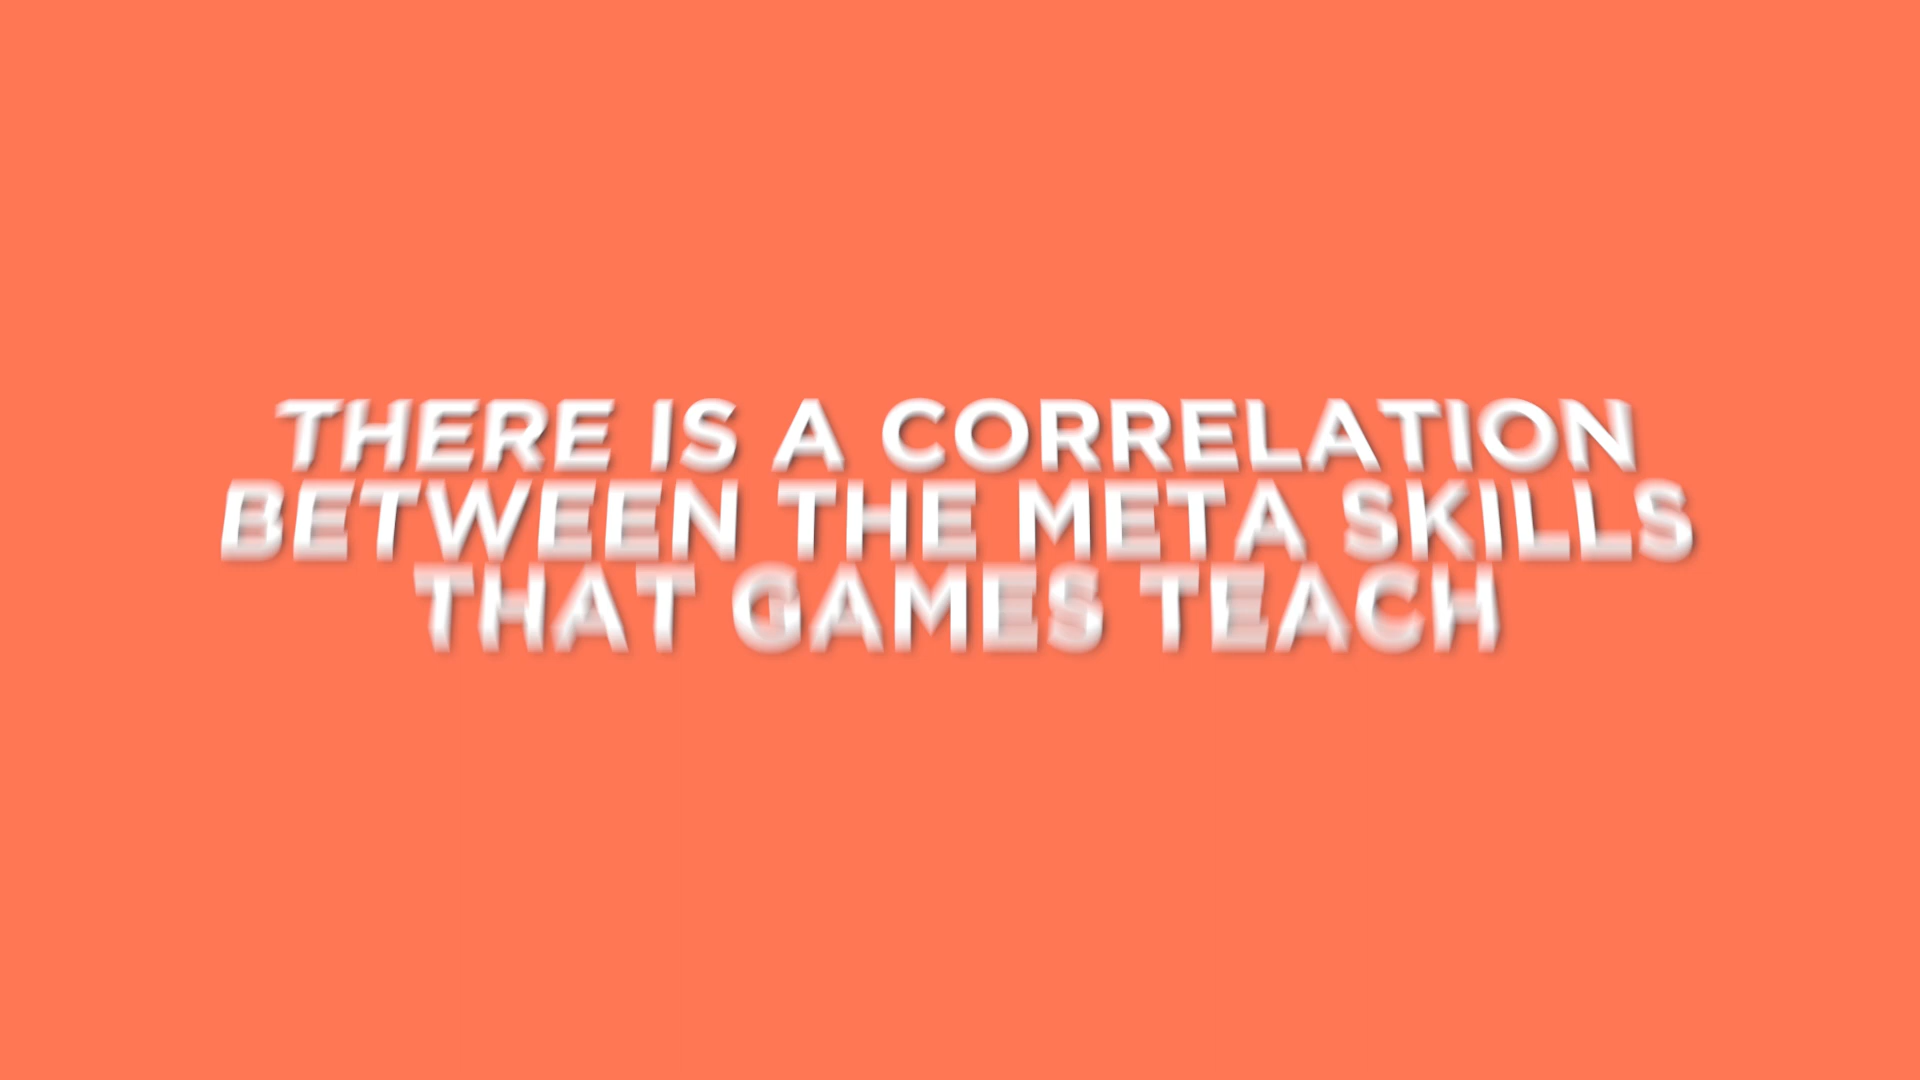 THERE IS A CORRELATION
BETWEEN THE META SKILLS
THAT GAMES TEACH